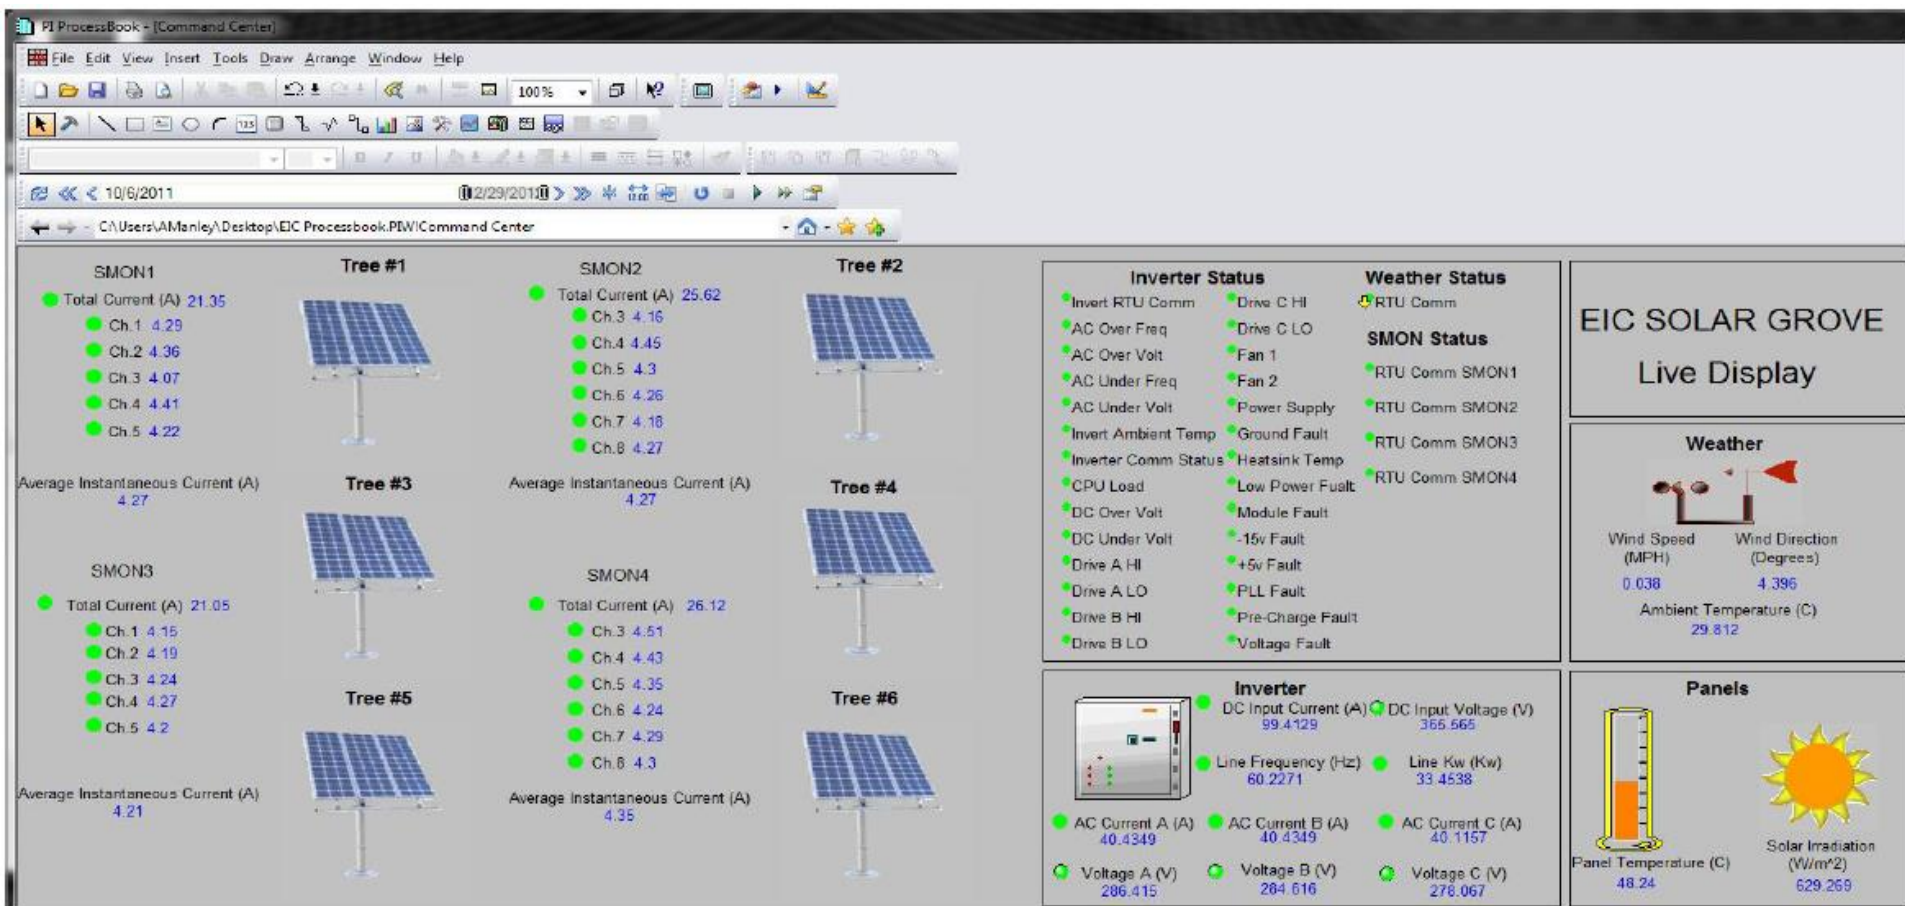 PI ProcessBook - [Command Center]
File Edit View Insert Tools Draw Arrange Window Help
100%
123
10/6/2011
C:\Users\AManley\Desktop\EIC Processbook.PIW!Command Center
SMON1
Total Current (A) 21.35
Ch.1 4.29
Ch.2 4.36
Ch.3 4.07
Ch.4 4.41
Ch.5 4.22
Average Instantaneous Current (A)
4.27
Tree #1
SMON2
Total Current (A) 25.62
Ch.3 4.16
Ch.4 4.45
Ch.5 4.3
Ch.6 4.26
Ch.7 4.18
Ch.8 4.27
Average Instantaneous Current (A)
4.27
Tree #2
Tree #3
Tree #4
SMON3
Total Current (A) 21.05
Ch.1 4.15
Ch.2 4.19
Ch.3 4.24
Ch.4 4.27
Ch.5 4.2
Average Instantaneous Current (A)
4.21
Tree #5
SMON4
Total Current (A) 26.12
Ch.3 4.51
Ch.4 4.43
Ch.5 4.35
Ch.6 4.24
Ch.7 4.29
Ch.8 4.3
Average Instantaneous Current (A)
4.35
Tree #6
Inverter Status
Invert RTU Comm
AC Over Freq
AC Over Volt
AC Under Freq
AC Under Volt
Invert Ambient Temp
Inverter Comm Status
CPU Load
DC Over Volt
DC Under Volt
Drive A HI
Drive A LO
Drive B HI
Drive B LO
Drive C HI
Drive C LO
Fan 1
Fan 2
Power Supply
Ground Fault
Heatsink Temp
Low Power Fualt
Module Fault
-15v Fault
+5v Fault
PLL Fault
Pre-Charge Fault
Voltage Fault
Weather Status
RTU Comm
SMON Status
RTU Comm SMON1
RTU Comm SMON2
RTU Comm SMON3
RTU Comm SMON4
EIC SOLAR GROVE
Live Display
Weather
Wind Speed
(MPH)
0.038
Wind Direction
(Degrees)
4.396
Ambient Temperature (C)
29.812
Inverter
DC Input Current (A)
99.4129
DC Input Voltage (V)
365.565
Line Frequency (Hz)
60.2271
Line Kw (Kw)
33.4538
AC Current A (A)
40.4349
AC Current B (A)
40.4349
AC Current C (A)
40.1157
Voltage A (V)
286.415
Voltage B (V)
284.616
Voltage C (V)
278.067
Panels
Panel Temperature (C)
48.24
Solar Irradiation
(W/m^2)
629.269